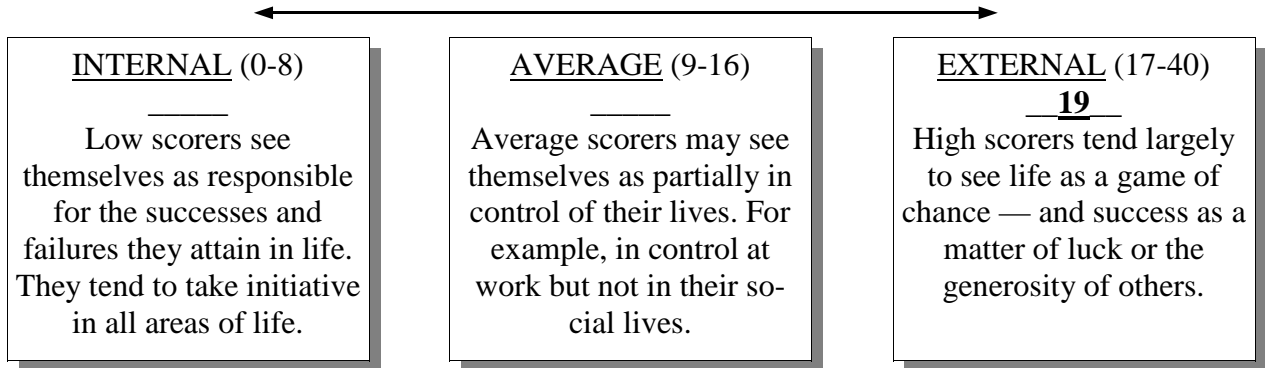 INTERNAL (0-8)
_____
Low scorers see
themselves as responsible
for the successes and
failures they attain in life.
They tend to take initiative
in all areas of life.
AVERAGE (9-16)
_____
Average scorers may see
themselves as partially in
control of their lives. For
example, in control at
work but not in their so-
cial lives.
EXTERNAL (17-40)
__19__
High scorers tend largely
to see life as a game of
chance — and success as a
matter of luck or the
generosity of others.